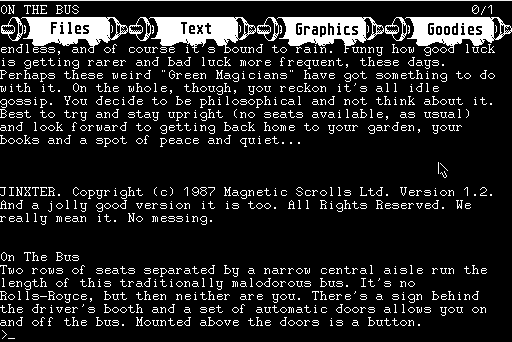 ON THE BUS 0/1
Files Text Graphics Goodies
endless, and of course it's bound to rain. Funny how good luck
is getting rarer and bad luck more frequent, these days.
Perhaps these weird "Green Magicians" have got something to do
with it. On the whole, though, you reckon it's all idle
gossip. You decide to be philosophical and not think about it.
Best to try and stay upright (no seats available, as usual)
and look forward to getting back home to your garden, your
books and a spot of peace and quiet...
JINXTER. Copyright (c) 1987 Magnetic Scrolls Ltd. Version 1.2.
And a jolly good version it is too. All Rights Reserved. We
really mean it. No messing.
On The Bus
Two rows of seats separated by a narrow central aisle run the
length of this traditionally malodorous bus. It's no
Rolls-Royce, but then neither are you. There's a sign behind
the driver's booth and a set of automatic doors allows you on
and off the bus. Mounted above the doors is a button.
>_